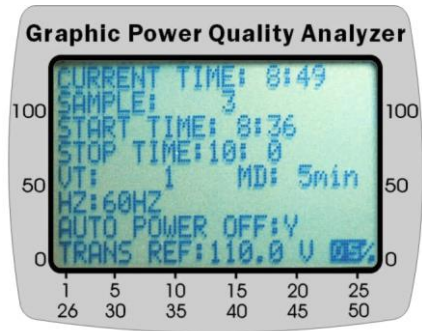 Graphic Power Quality Analyzer
CURRENT TIME: 8:49
100 SAMPLE: 3 100
START TIME: 8:36
STOP TIME:10: 0
50 VT: 1 MD: 5min 50
HZ:60HZ
AUTO POWER OFF:Y
0 TRANS REF:110.0 V 05% 0
1 5 10 15 20 25
26 30 35 40 45 50